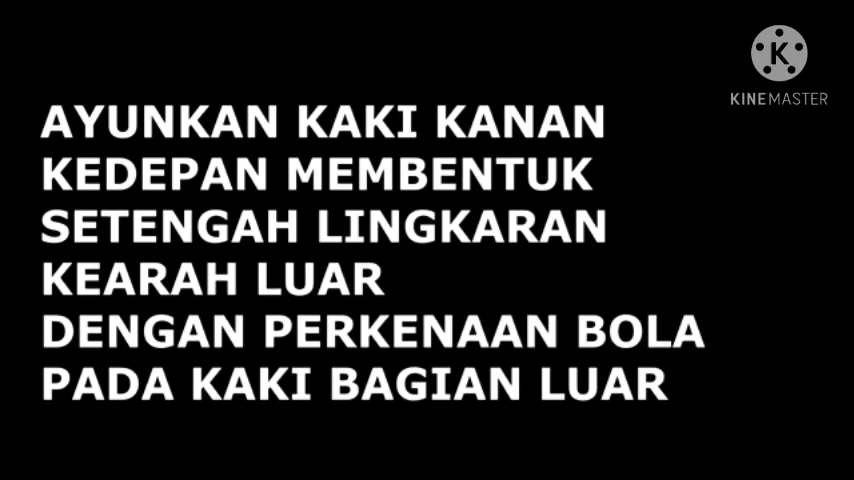 K
KINEMASTER
AYUNKAN KAKI KANAN
KEDEPAN MEMBENTUK
SETENGAH LINGKARAN
KEARAH LUAR
DENGAN PERKENAAN BOLA
PADA KAKI BAGIAN LUAR